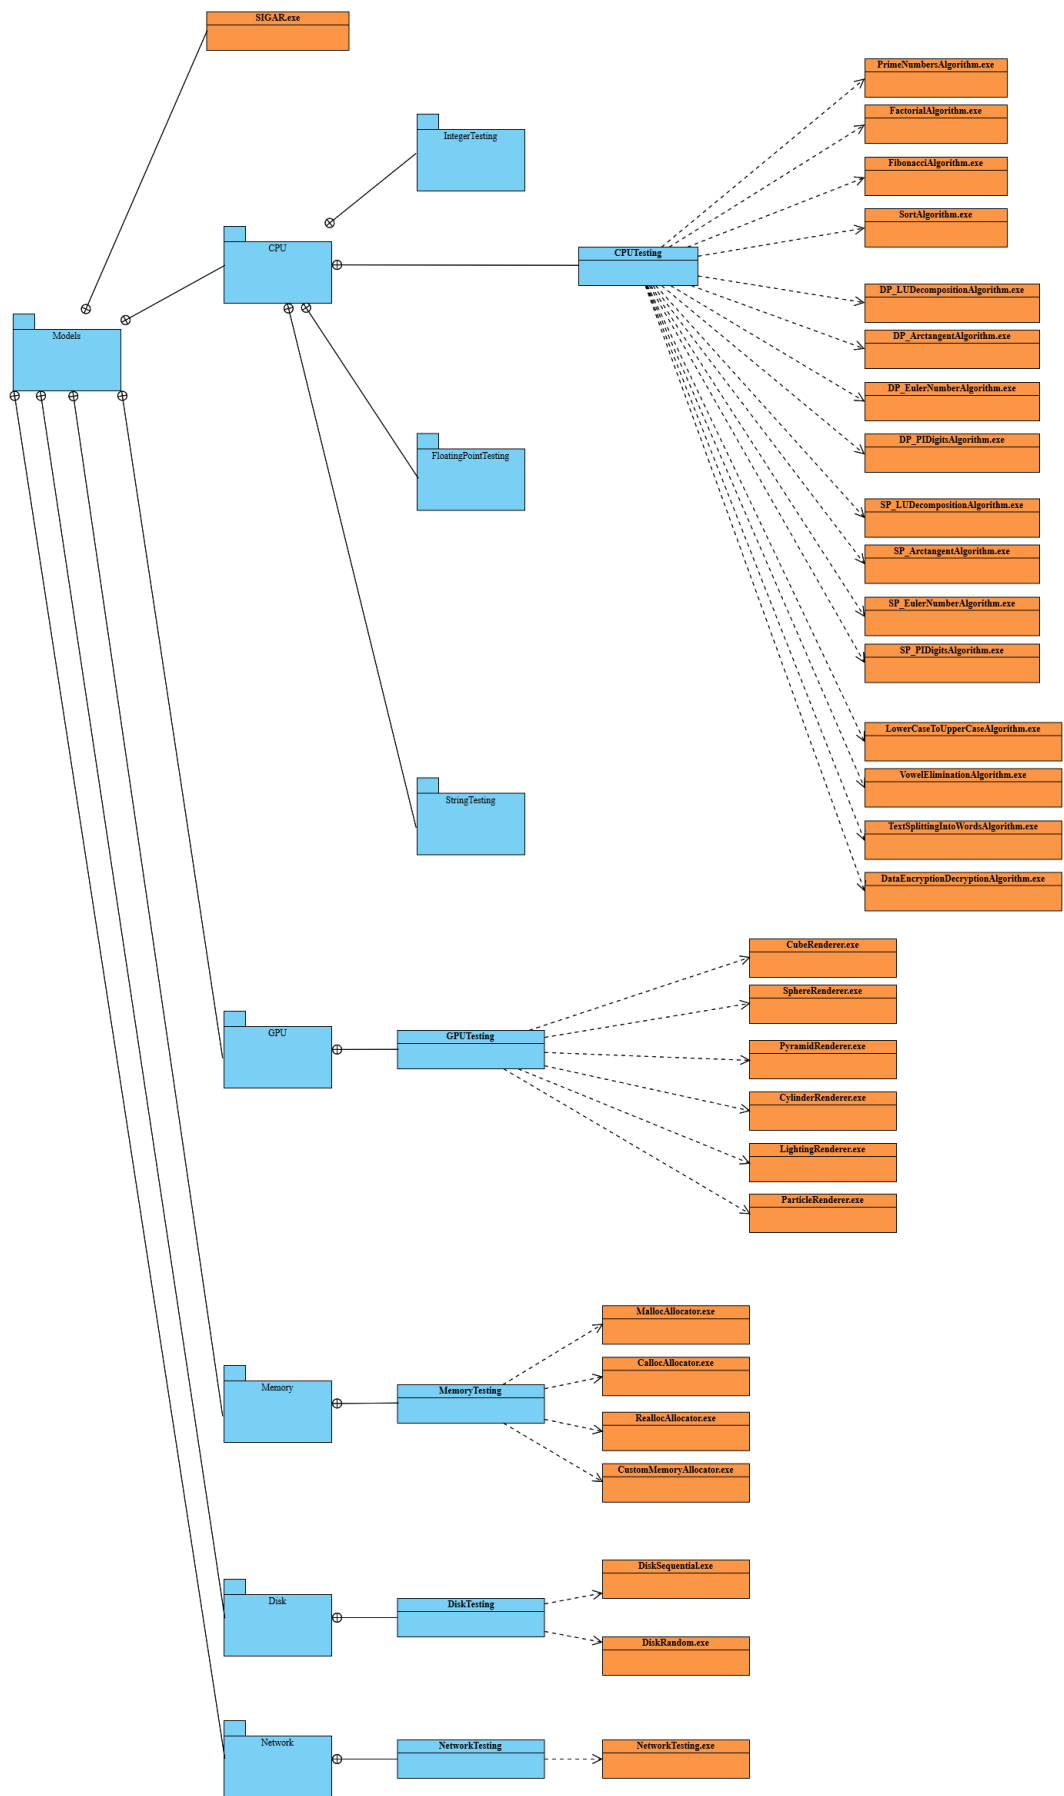 SIGAR.exe
PrimeNumbersAlgorithm.exe
FactorialAlgorithm.exe
IntegerTesting
FibonacciAlgorithm.exe
SortAlgorithm.exe
CPU
CPUTesting
DP_LUDecompositionAlgorithm.exe
Models
DP_ArctangentAlgorithm.exe
DP_EulerNumberAlgorithm.exe
DP_PIDigitsAlgorithm.exe
FloatingPointTesting
SP_LUDecompositionAlgorithm.exe
SP_ArctangentAlgorithm.exe
SP_EulerNumberAlgorithm.exe
SP_PIDigitsAlgorithm.exe
LowerCaseToUpperCaseAlgorithm.exe
VowelEliminationAlgorithm.exe
StringTesting
TextSplittingIntoWordsAlgorithm.exe
DataEncryptionDecryptionAlgorithm.exe
CubeRenderer.exe
SphereRenderer.exe
GPU
GPUTesting
PyramidRenderer.exe
CylinderRenderer.exe
LightingRenderer.exe
ParticleRenderer.exe
MallocAllocator.exe
CallocAllocator.exe
Memory
MemoryTesting
ReallocAllocator.exe
CustomMemoryAllocator.exe
DiskSequential.exe
Disk
DiskTesting
DiskRandom.exe
Network
NetworkTesting
NetworkTesting.exe